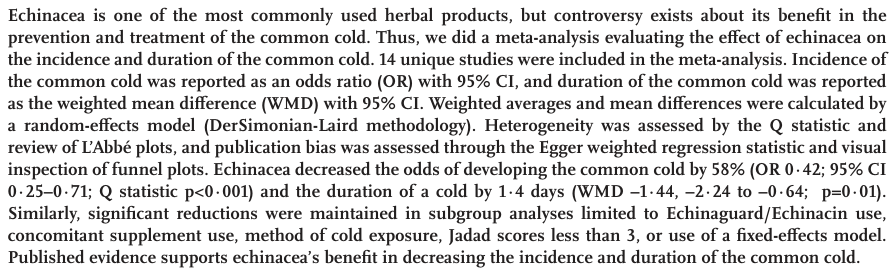 Echinacea is one of the most commonly used herbal products, but controversy exists about its benefit in the
prevention and treatment of the common cold. Thus, we did a meta-analysis evaluating the effect of echinacea on
the incidence and duration of the common cold. 14 unique studies were included in the meta-analysis. Incidence of
the common cold was reported as an odds ratio (OR) with 95% CI, and duration of the common cold was reported
as the weighted mean difference (WMD) with 95% CI. Weighted averages and mean differences were calculated by
a random-effects model (DerSimonian-Laird methodology). Heterogeneity was assessed by the Q statistic and
review of L’Abbé plots, and publication bias was assessed through the Egger weighted regression statistic and visual
inspection of funnel plots. Echinacea decreased the odds of developing the common cold by 58% (OR 0·42; 95% CI
0·25–0·71; Q statistic p<0·001) and the duration of a cold by 1·4 days (WMD –1·44, –2·24 to –0·64; p=0·01).
Similarly, significant reductions were maintained in subgroup analyses limited to Echinaguard/Echinacin use,
concomitant supplement use, method of cold exposure, Jadad scores less than 3, or use of a fixed-effects model.
Published evidence supports echinacea’s benefit in decreasing the incidence and duration of the common cold.